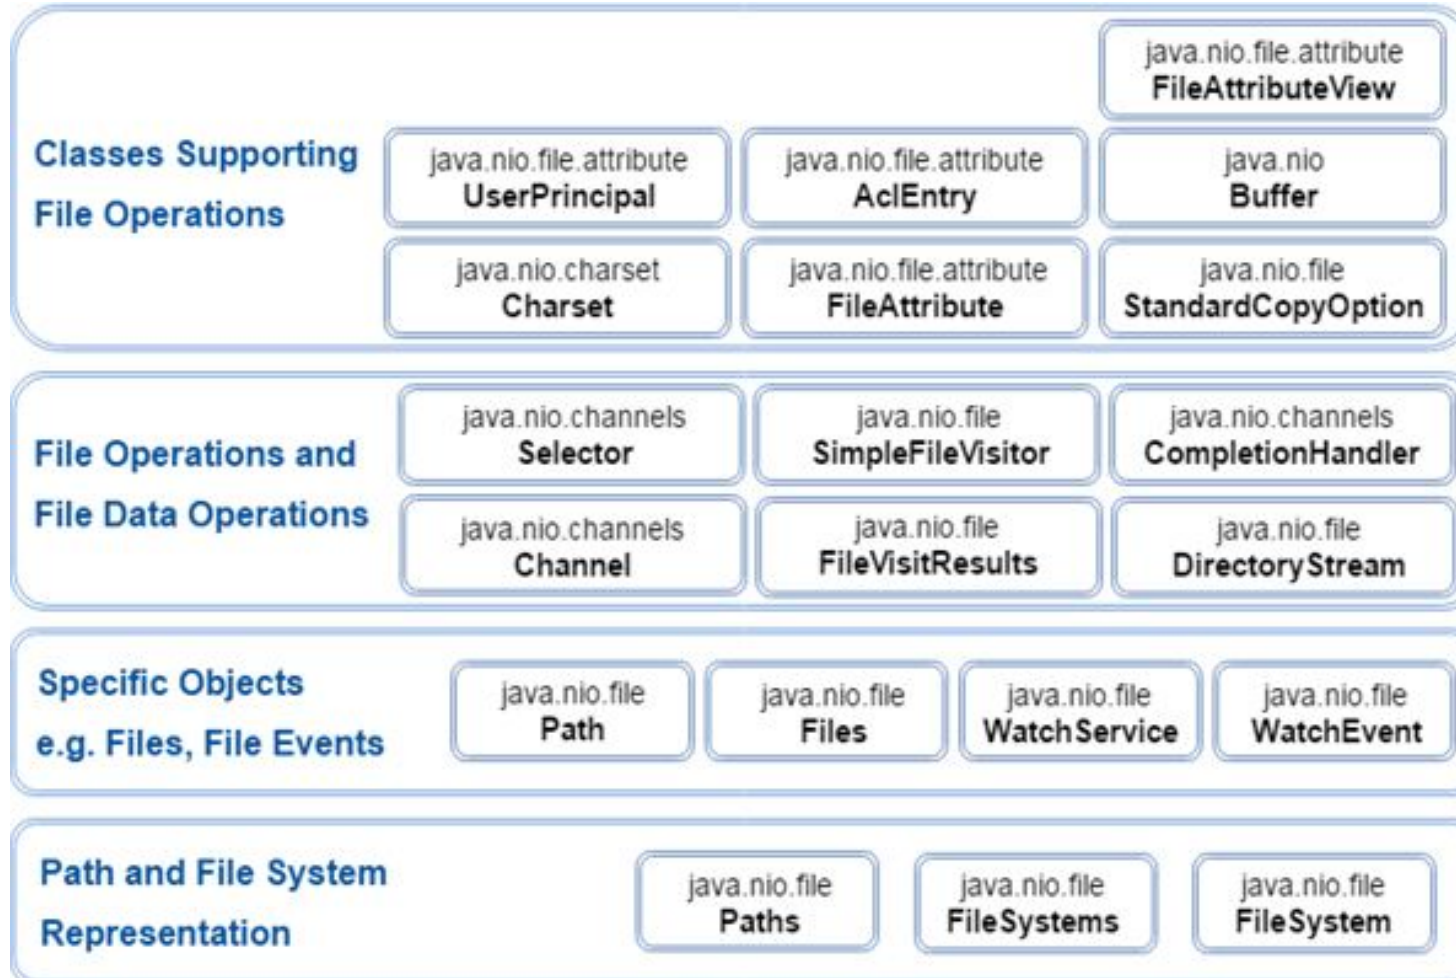 java.nio.file.attribute
FileAttributeView
Classes Supporting
File Operations
java.nio.file.attribute
UserPrincipal
java.nio.file.attribute
AclEntry
java.nio
Buffer
java.nio.charset
Charset
java.nio.file.attribute
FileAttribute
java.nio.file
StandardCopyOption
File Operations and
File Data Operations
java.nio.channels
Selector
java.nio.file
SimpleFileVisitor
java.nio.channels
CompletionHandler
java.nio.channels
Channel
java.nio.file
FileVisitResults
java.nio.file
DirectoryStream
Specific Objects
e.g. Files, File Events
java.nio.file
Path
java.nio.file
Files
java.nio.file
WatchService
java.nio.file
WatchEvent
Path and File System
Representation
java.nio.file
Paths
java.nio.file
FileSystems
java.nio.file
FileSystem